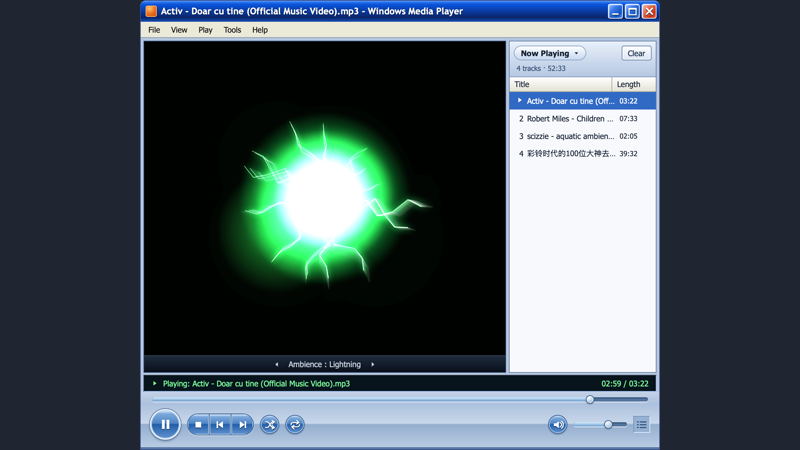 Activ - Doar cu tine (Official Music Video).mp3 - Windows Media Player
File View Play Tools Help
Now Playing
Clear
4 tracks · 52:33
Title Length
Activ - Doar cu tine (Off... 03:22
2 Robert Miles - Children ... 07:33
3 scizzie - aquatic ambien... 02:05
4 彩铃时代的100位大神去... 39:32
Ambience : Lightning
Playing: Activ - Doar cu tine (Official Music Video).mp3 02:59 / 03:22